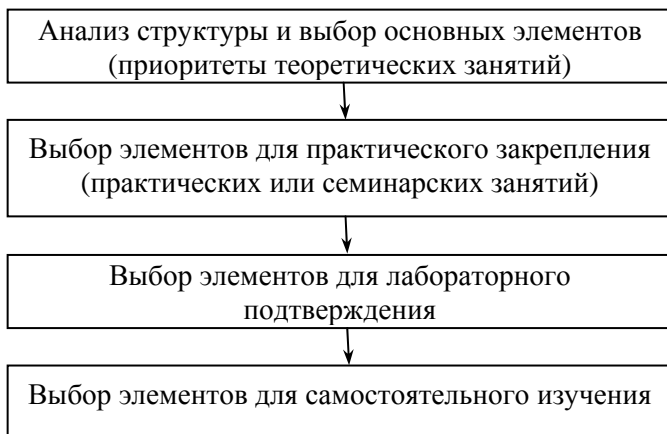 Анализ структуры и выбор основных элементов
(приоритеты теоретических занятий)
Выбор элементов для практического закрепления
(практических или семинарских занятий)
Выбор элементов для лабораторного
подтверждения
Выбор элементов для самостоятельного изучения